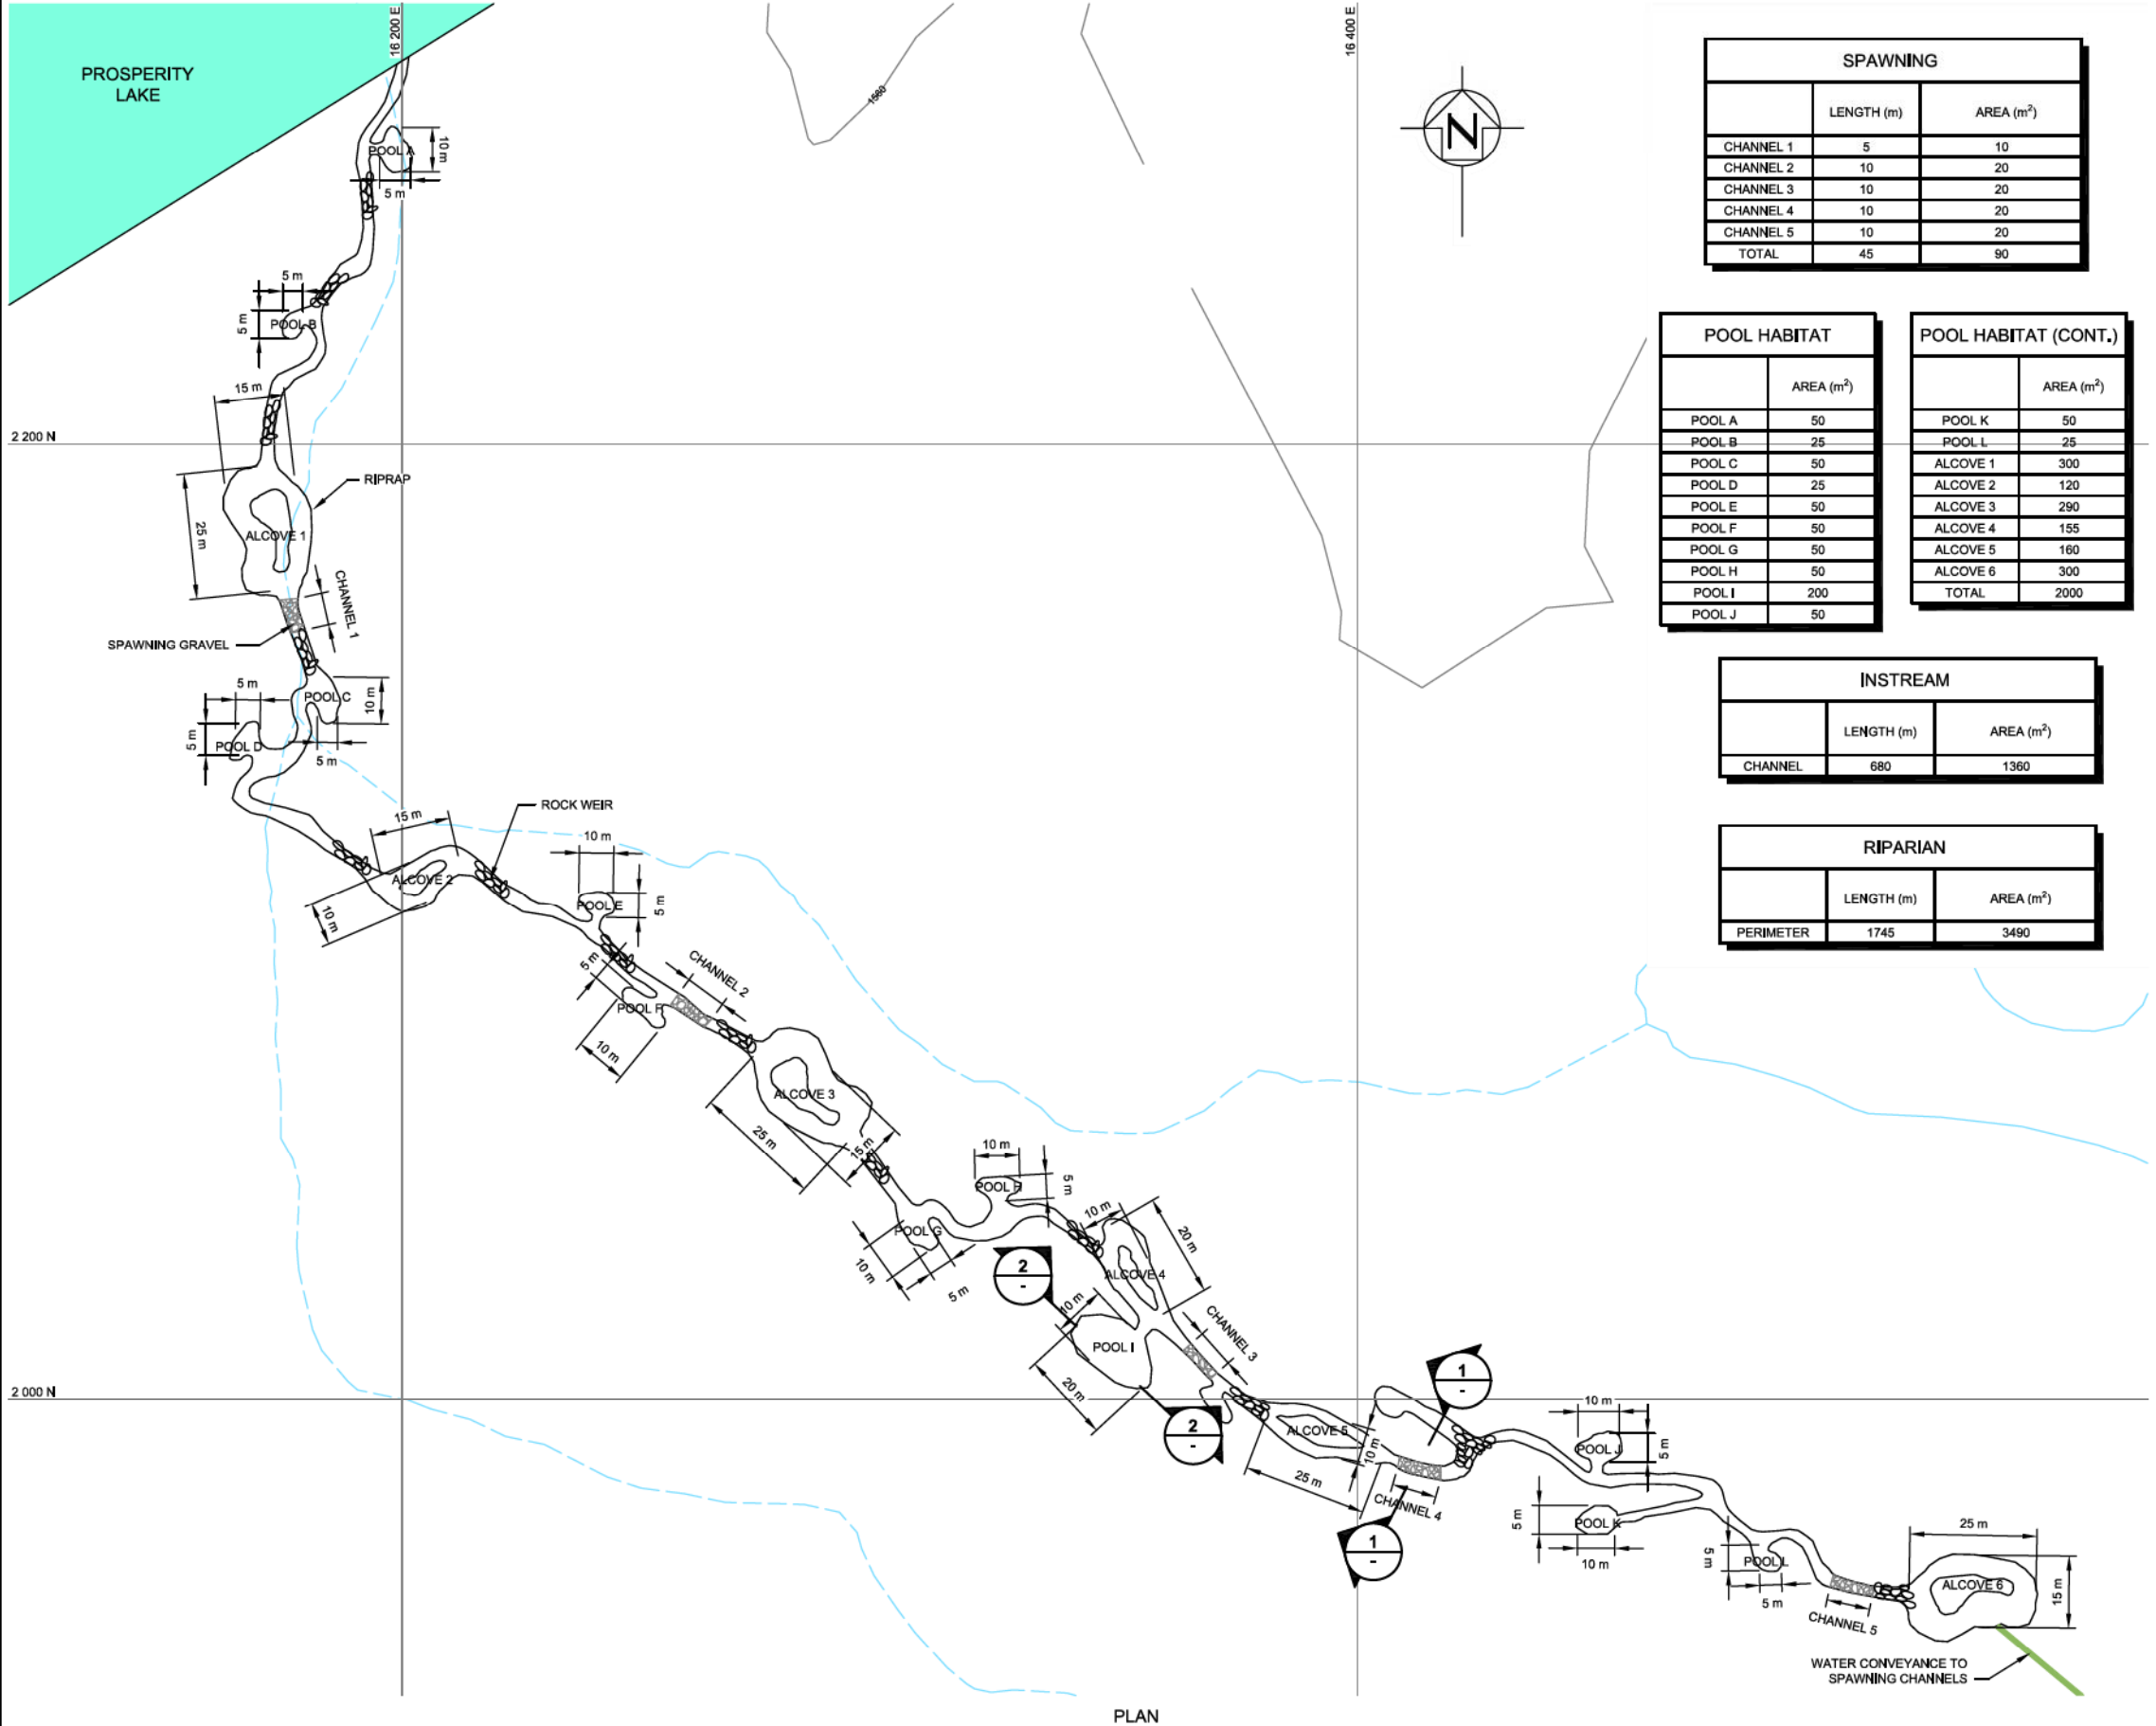 PROSPERITY
LAKE
16 200 E
16 400 E
1560
N
2 200 N
2 000 N
POOL A
10 m
5 m
5 m
5 m
POOL B
15 m
RIPRAP
25 m
ALCOVE 1
CHANNEL 1
SPAWNING GRAVEL
5 m
POOL C
10 m
5 m
POOL D
5 m
15 m
ROCK WEIR
ALCOVE 2
10 m
10 m
POOL E
5 m
5 m
CHANNEL 2
POOL F
10 m
ALCOVE 3
25 m
15 m
10 m
POOL H
5 m
POOL G
10 m
5 m
10 m
20 m
ALCOVE 4
2
-
10 m
POOL I
20 m
CHANNEL 3
2
-
1
-
ALCOVE 5
10 m
25 m
CHANNEL 4
1
-
10 m
POOL J
5 m
5 m
POOL K
10 m
5 m
POOL L
5 m
CHANNEL 5
25 m
ALCOVE 6
15 m
WATER CONVEYANCE TO
SPAWNING CHANNELS
PLAN
SPAWNING
LENGTH (m) AREA (m²)
CHANNEL 1 5 10
CHANNEL 2 10 20
CHANNEL 3 10 20
CHANNEL 4 10 20
CHANNEL 5 10 20
TOTAL 45 90
POOL HABITAT
AREA (m²)
POOL A 50
POOL B 25
POOL C 50
POOL D 25
POOL E 50
POOL F 50
POOL G 50
POOL H 50
POOL I 200
POOL J 50
POOL HABITAT (CONT.)
AREA (m²)
POOL K 50
POOL L 25
ALCOVE 1 300
ALCOVE 2 120
ALCOVE 3 290
ALCOVE 4 155
ALCOVE 5 160
ALCOVE 6 300
TOTAL 2000
INSTREAM
LENGTH (m) AREA (m²)
CHANNEL 680 1360
RIPARIAN
LENGTH (m) AREA (m²)
PERIMETER 1745 3490